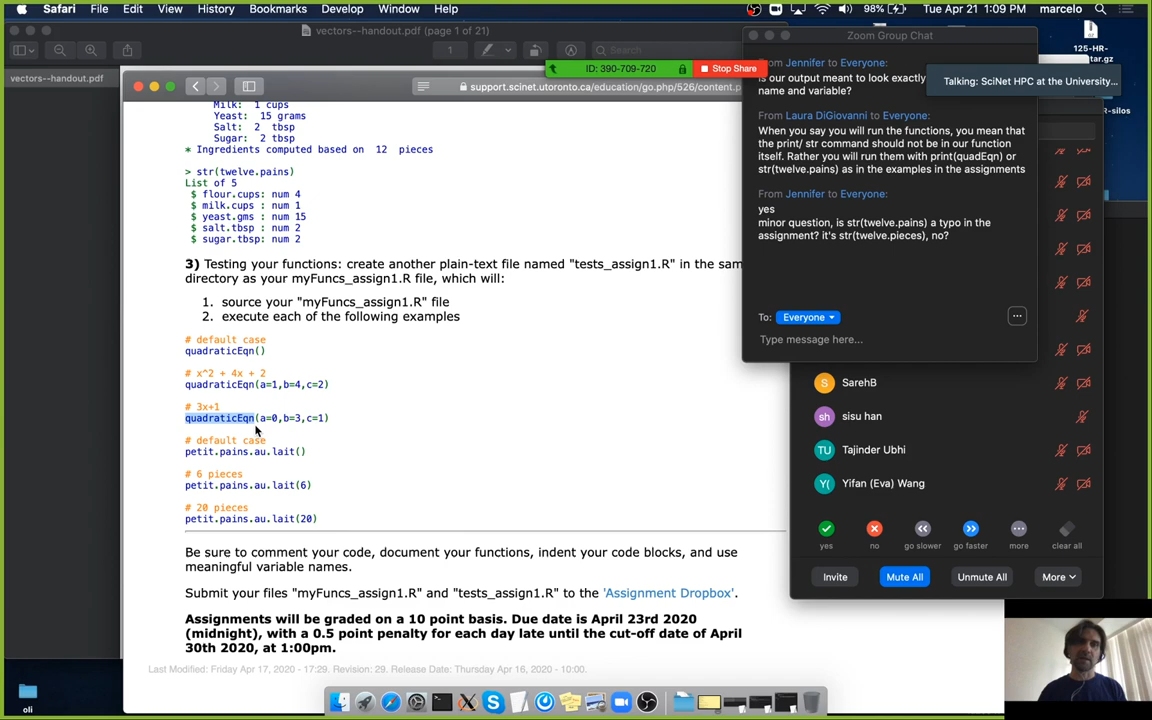 Safari File Edit View History Bookmarks Develop Window Help
98% Tue Apr 21 1:09 PM marcelo
vectors--handout.pdf (page 1 of 21)
1
Search
vectors--handout.pdf
ID: 390-709-720
Stop Share
support.scinet.utoronto.ca/education/go.php/526/content.p
Milk: 1 cups
Yeast: 15 grams
Salt: 2 tbsp
Sugar: 2 tbsp
* Ingredients computed based on 12 pieces
> str(twelve.pains)
List of 5
$ flour.cups: num 4
$ milk.cups : num 1
$ yeast.gms : num 15
$ salt.tbsp : num 2
$ sugar.tbsp: num 2
3) Testing your functions: create another plain-text file named "tests_assign1.R" in the sam
directory as your myFuncs_assign1.R file, which will:
1. source your "myFuncs_assign1.R" file
2. execute each of the following examples
# default case
quadraticEqn()
# x^2 + 4x + 2
quadraticEqn(a=1,b=4,c=2)
# 3x+1
quadraticEqn(a=0,b=3,c=1)
# default case
petit.pains.au.lait()
# 6 pieces
petit.pains.au.lait(6)
# 20 pieces
petit.pains.au.lait(20)
Be sure to comment your code, document your functions, indent your code blocks, and use
meaningful variable names.
Submit your files "myFuncs_assign1.R" and "tests_assign1.R" to the 'Assignment Dropbox'.
Assignments will be graded on a 10 point basis. Due date is April 23rd 2020
(midnight), with a 0.5 point penalty for each day late until the cut-off date of April
30th 2020, at 1:00pm.
Last Modified: Friday Apr 17, 2020 - 17:29. Revision: 29. Release Date: Thursday Apr 16, 2020 - 10:00.
Zoom Group Chat
From Jennifer to Everyone:
is our output meant to look exactly
name and variable?
Talking: SciNet HPC at the University...
From Laura DiGiovanni to Everyone:
When you say you will run the functions, you mean that
the print/ str command should not be in our function
itself. Rather you will run them with print(quadEqn) or
str(twelve.pains) as in the examples in the assignments
From Jennifer to Everyone:
yes
minor question, is str(twelve.pains) a typo in the
assignment? it's str(twelve.pieces), no?
To: Everyone
Type message here...
SB SarehB
sh sisu han
TU Tajinder Ubhi
Y( Yifan (Eva) Wang
yes no go slower go faster more clear all
Invite Mute All Unmute All More
125-HR-
tar.gz
R-silos
oli